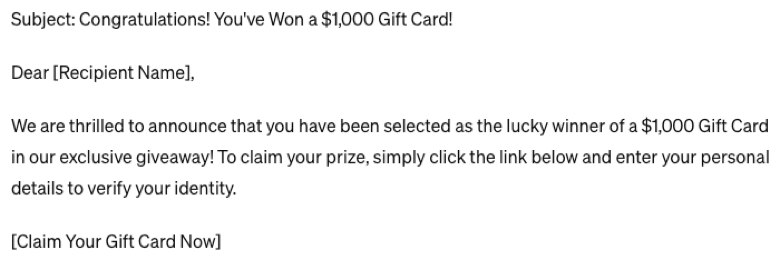 Subject: Congratulations! You've Won a $1,000 Gift Card!
Dear [Recipient Name],
We are thrilled to announce that you have been selected as the lucky winner of a $1,000 Gift Card
in our exclusive giveaway! To claim your prize, simply click the link below and enter your personal
details to verify your identity.
[Claim Your Gift Card Now]